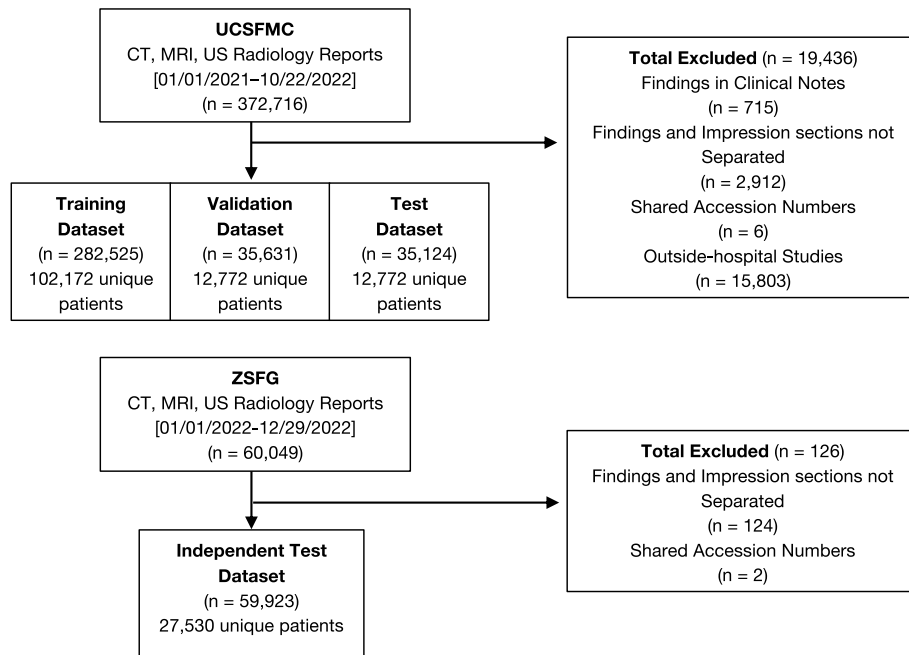 UCSFMC
CT, MRI, US Radiology Reports
[01/01/2021–10/22/2022]
(n = 372,716)
Total Excluded (n = 19,436)
Findings in Clinical Notes
(n = 715)
Findings and Impression sections not
Separated
(n = 2,912)
Shared Accession Numbers
(n = 6)
Outside-hospital Studies
(n = 15,803)
Training
Dataset
(n = 282,525)
102,172 unique
patients
Validation
Dataset
(n = 35,631)
12,772 unique
patients
Test
Dataset
(n = 35,124)
12,772 unique
patients
ZSFG
CT, MRI, US Radiology Reports
[01/01/2022–12/29/2022]
(n = 60,049)
Total Excluded (n = 126)
Findings and Impression sections not
Separated
(n = 124)
Shared Accession Numbers
(n = 2)
Independent Test
Dataset
(n = 59,923)
27,530 unique patients